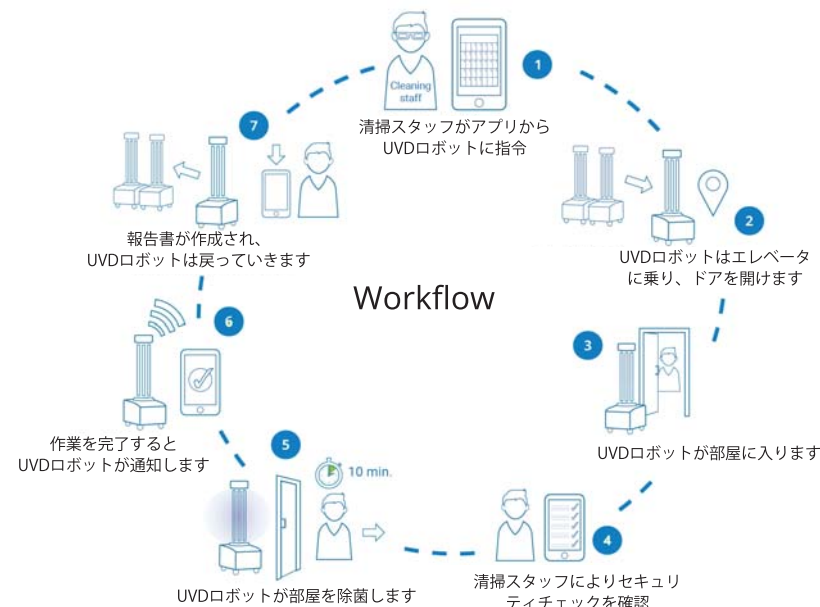 Cleaning
staff
1
清掃スタッフがアプリから
UVDロボットに指令
2
UVDロボットはエレベータ
に乗り、ドアを開けます
3
UVDロボットが部屋に入ります
4
清掃スタッフによりセキュリ
ティチェックを確認
5
10 min.
UVDロボットが部屋を除菌します
6
作業を完了すると
UVDロボットが通知します
7
報告書が作成され、
UVDロボットは戻っていきます
Workflow